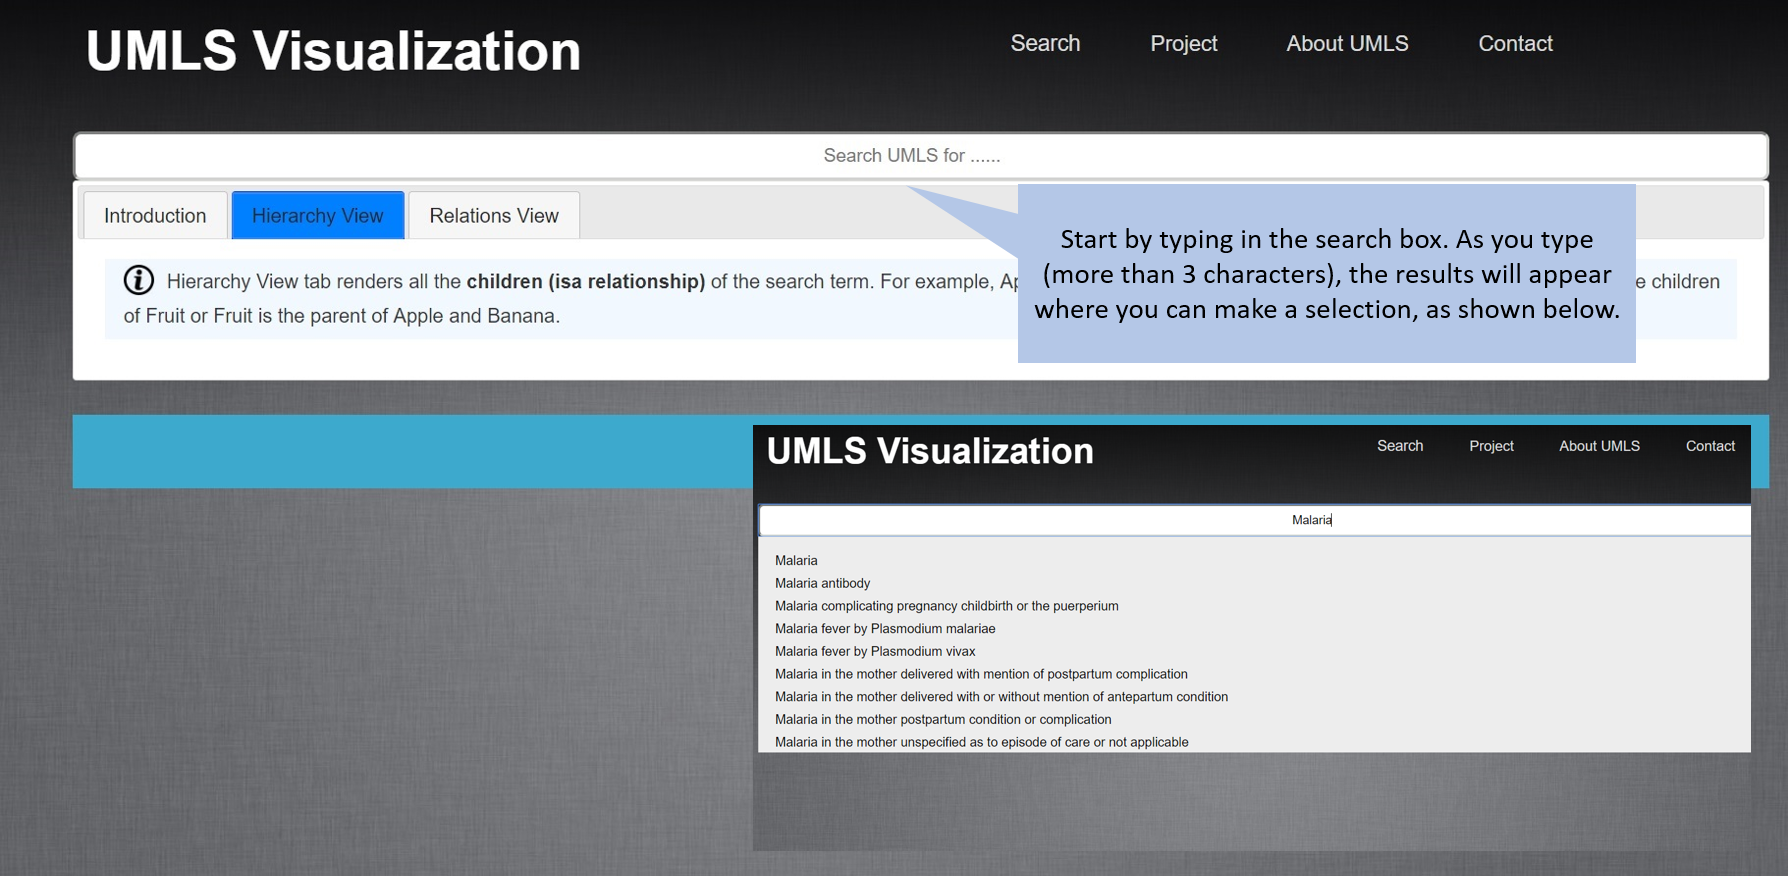 UMLS Visualization
Search Project About UMLS Contact
Search UMLS for ......
Introduction Hierarchy View Relations View
Hierarchy View tab renders all the children (isa relationship) of the search term. For example, e children
of Fruit or Fruit is the parent of Apple and Banana.
Start by typing in the search box. As you type
(more than 3 characters), the results will appear
where you can make a selection, as shown below.
UMLS Visualization
Search Project About UMLS Contact
Malaria
Malaria
Malaria antibody
Malaria complicating pregnancy childbirth or the puerperium
Malaria fever by Plasmodium malariae
Malaria fever by Plasmodium vivax
Malaria in the mother delivered with mention of postpartum complication
Malaria in the mother delivered with or without mention of antepartum condition
Malaria in the mother postpartum condition or complication
Malaria in the mother unspecified as to episode of care or not applicable